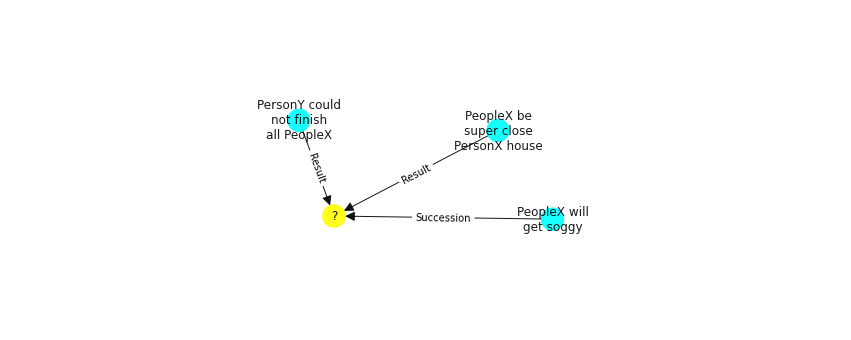 PersonY could
not finish
all PeopleX
PeopleX be
super close
PersonX house
Result
Result
?
Succession
PeopleX will
get soggy